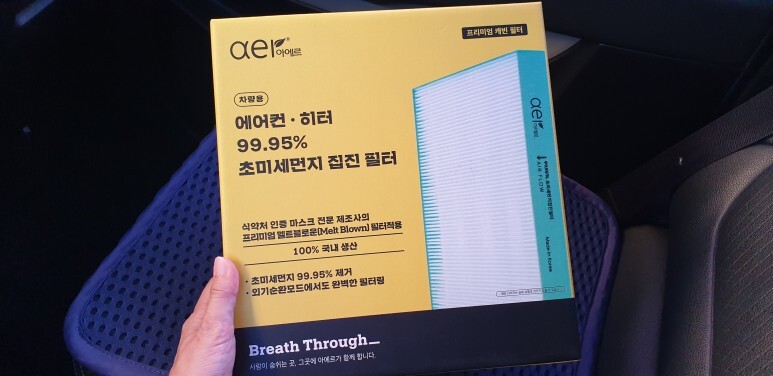 aer
아에르
프리미엄 캐빈 필터
차량용
에어컨 · 히터
99.95%
초미세먼지 집진 필터
식약처 인증 마스크 전문 제조사의
프리미엄 멜트블로운(Melt Blown) 필터적용
100% 국내 생산
· 초미세먼지 99.95% 제거
· 외기순환모드에서도 완벽한 필터링
aer
아에르
AIR FLOW
Made in Korea
Breath Through_
사람이 숨쉬는 곳, 그곳에 아에르가 함께 합니다.